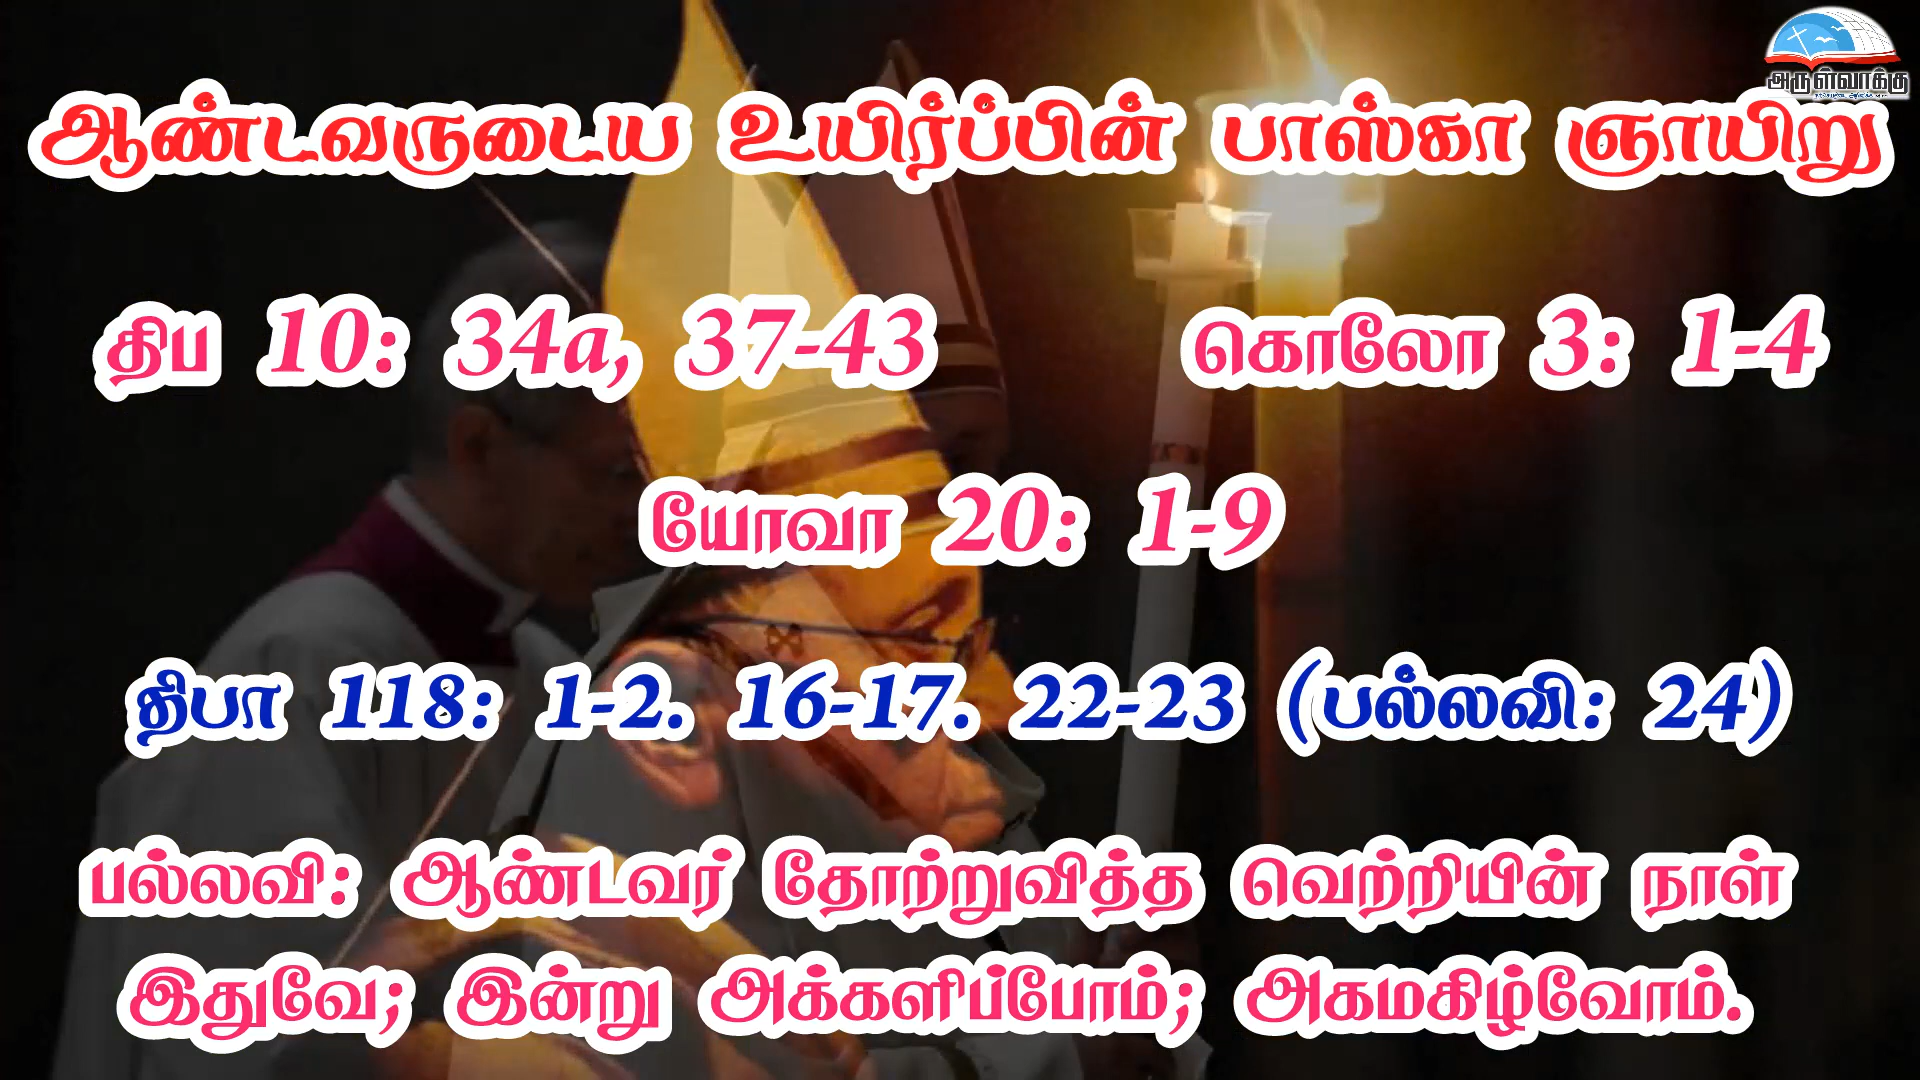 அருள்வாக்கு
ஆண்டவருடைய உயிர்ப்பின் பாஸ்கா ஞாயிறு
திப 10: 34a, 37-43 கொலோ 3: 1-4
யோவா 20: 1-9
திபா 118: 1-2. 16-17. 22-23 (பல்லவி: 24)
பல்லவி: ஆண்டவர் தோற்றுவித்த வெற்றியின் நாள்
இதுவே; இன்று அக்களிப்போம்; அகமகிழ்வோம்.